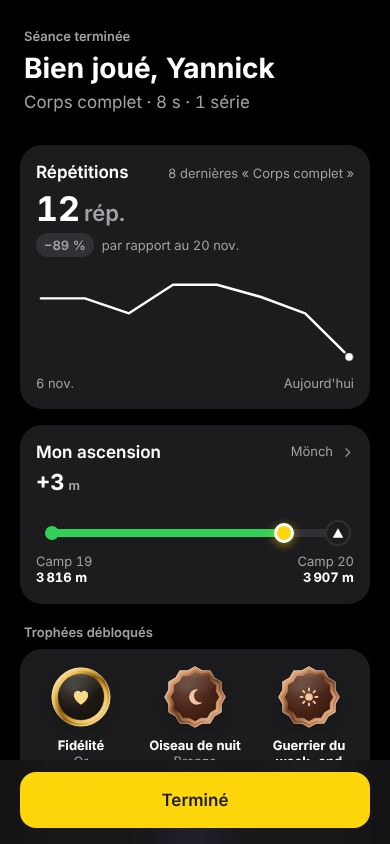 Séance terminée
Bien joué, Yannick
Corps complet · 8 s · 1 série
Répétitions
8 dernières « Corps complet »
12 rép.
−89 % par rapport au 20 nov.
6 nov.
Aujourd'hui
Mon ascension
Mönch
+3 m
Camp 19
Camp 20
3 816 m
3 907 m
Trophées débloqués
Fidélité
Oiseau de nuit
Guerrier du
Terminé